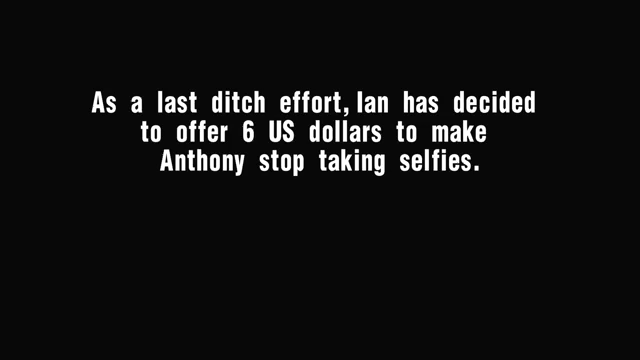 As a last ditch effort, Ian has decided
to offer 6 US dollars to make
Anthony stop taking selfies.